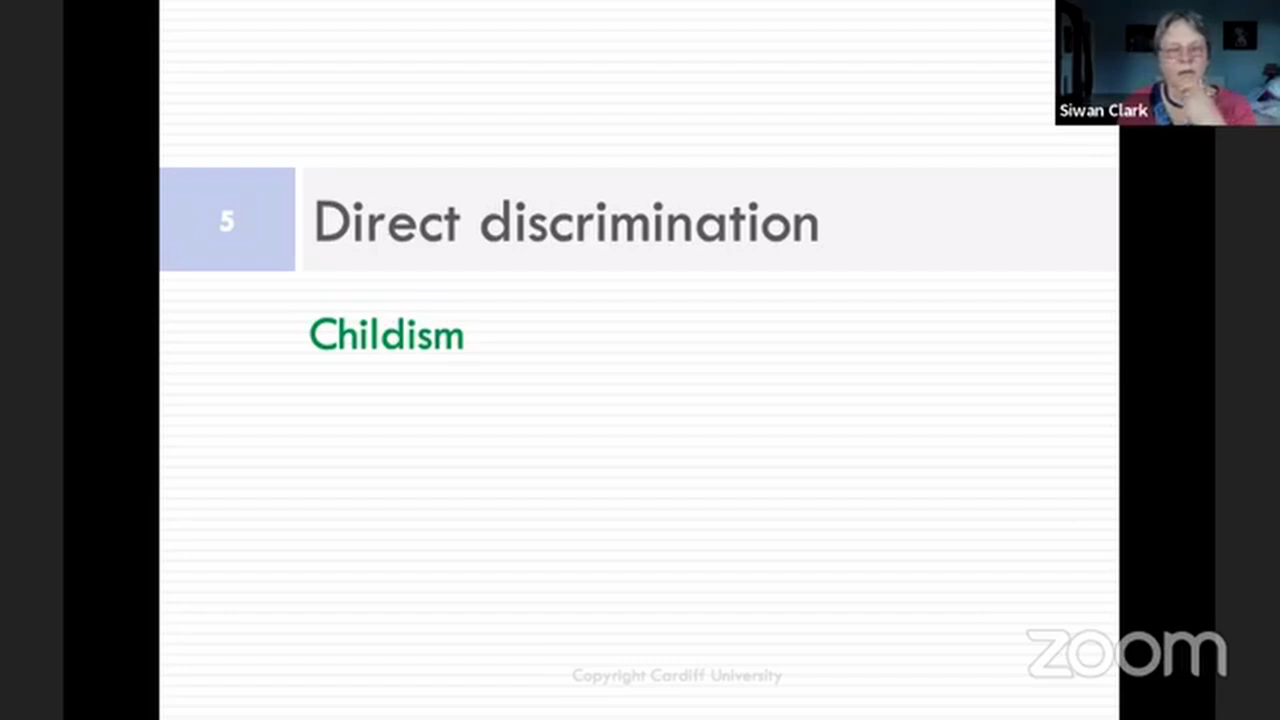 Siwan Clark
5
Direct discrimination
Childism
Copyright Cardiff University
zoom